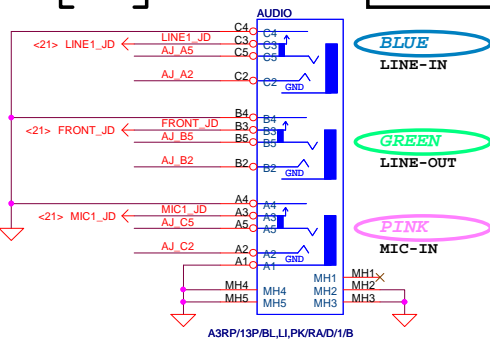 AUDIO
C4 C4
<21> LINE1_JD LINE1_JD C3 C3
AJ_A5 C5 C5
AJ_A2 C2 C2
GND
BLUE
LINE-IN
B4 B4
<21> FRONT_JD FRONT_JD B3 B3
AJ_B5 B5 B5
AJ_B2 B2 B2
GND
GREEN
LINE-OUT
A4 A4
<21> MIC1_JD MIC1_JD A3 A3
AJ_C5 A5 A5
AJ_C2 A2 A2
A1 A1
GND
PINK
MIC-IN
MH1 MH1
MH4 MH4 MH2 MH2
MH5 MH5 MH3 MH3
A3RP/13P/BL,LI,PK/RA/D/1/B